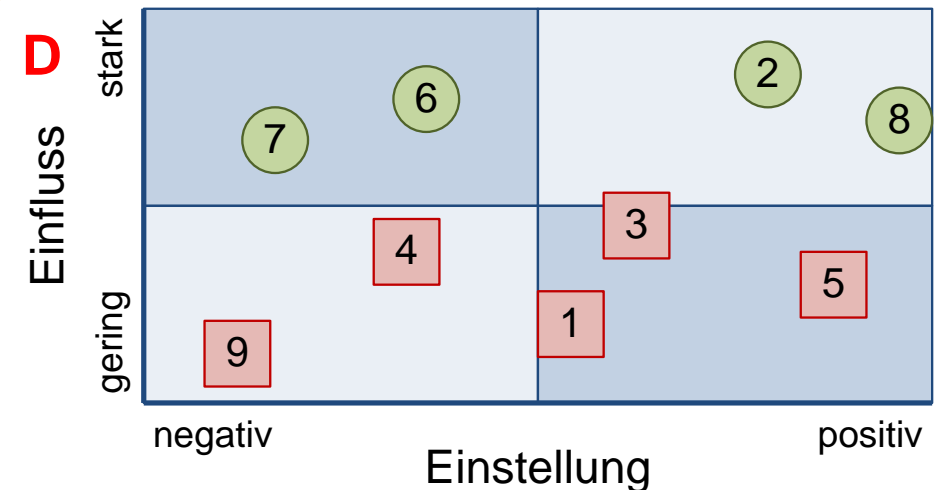 D
stark
2
6
8
7
Einfluss
3
4
5
1
9
gering
negativ
positiv
Einstellung